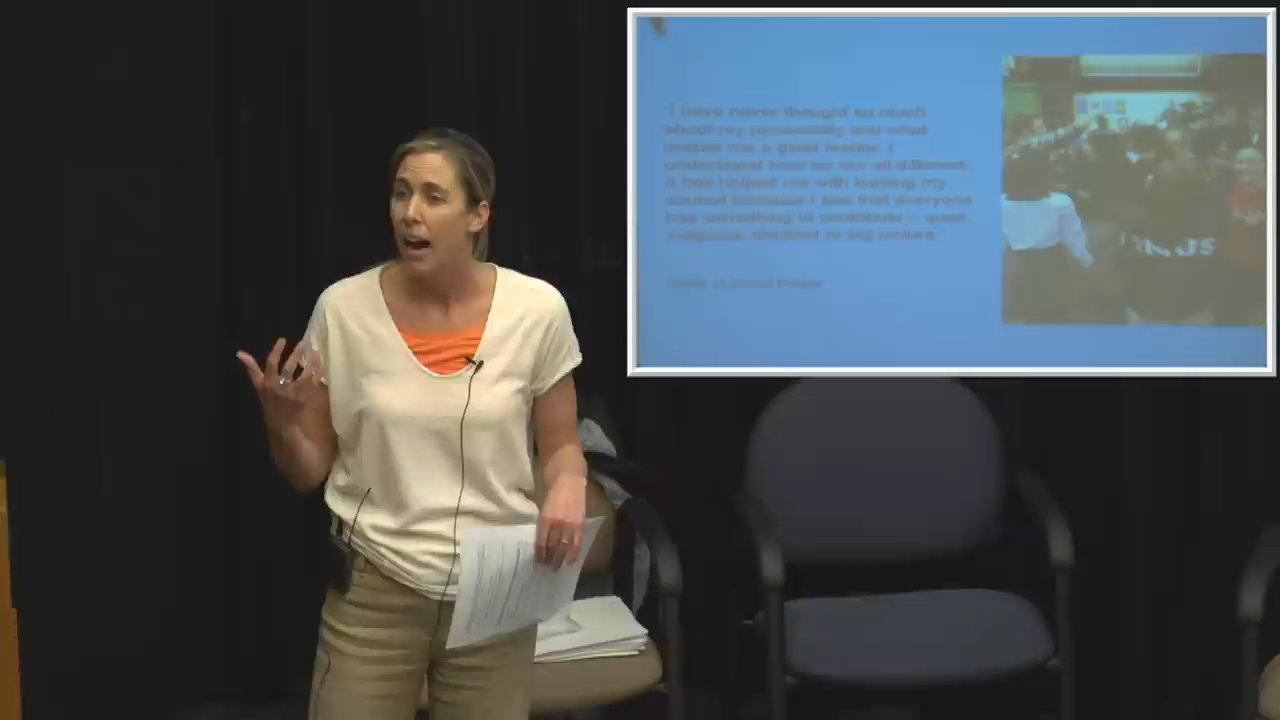 "I have never thought so much
about my personality and what
makes me a good leader. I
understand how we are all different.
It has helped me with leading my
council because I see that everyone
has something to contribute – quiet,
outgoing, detailed or big picture."